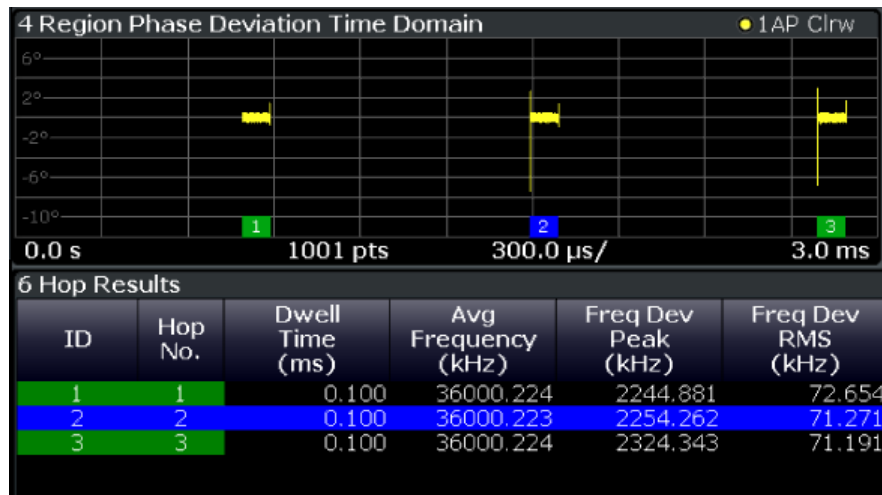 4 Region Phase Deviation Time Domain ●1AP Clrw
6°
2°
-2°
-6°
-10°
1 2 3
0.0 s 1001 pts 300.0 µs/ 3.0 ms
6 Hop Results
ID Hop No. Dwell Time (ms) Avg Frequency (kHz) Freq Dev Peak (kHz) Freq Dev RMS (kHz)
1 1 0.100 36000.224 2244.881 72.654
2 2 0.100 36000.223 2254.262 71.271
3 3 0.100 36000.224 2324.343 71.191